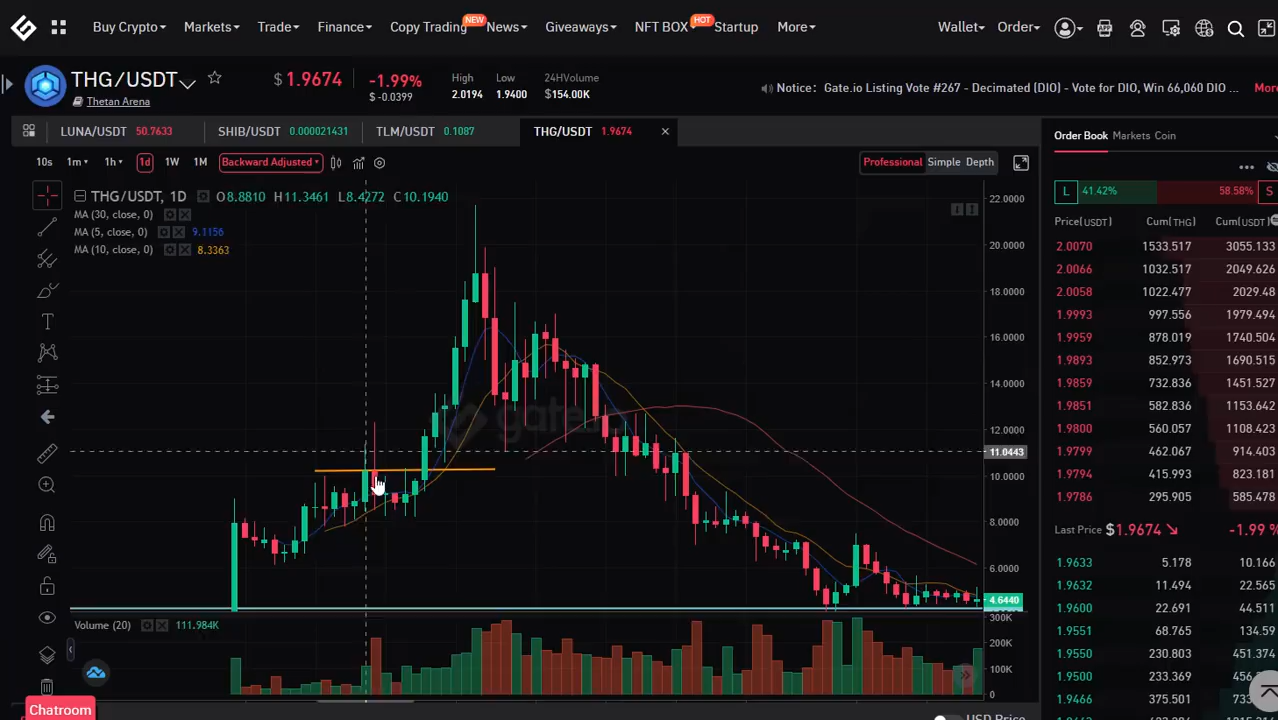 Buy Crypto Markets Trade Finance Copy Trading NEW News Giveaways NFT BOX HOT Startup More Wallet Order
THG/USDT $ 1.9674 -1.99% $ -0.0399 High 2.0194 Low 1.9400 24HVolume $154.00K
Thetan Arena
Notice: Gate.io Listing Vote #267 - Decimated (DIO) - Vote for DIO, Win 66,060 DIO ... More
LUNA/USDT 50.7633 SHIB/USDT 0.000021431 TLM/USDT 0.1087 THG/USDT 1.9674 ×
Order Book Markets Coin
10s 1m 1h 1d 1W 1M Backward Adjusted Professional Simple Depth
THG/USDT, 1D O8.8810 H11.3461 L8.4272 C10.1940
MA (30, close, 0)
MA (5, close, 0) 9.1156
MA (10, close, 0) 8.3363
22.0000
20.0000
18.0000
16.0000
14.0000
12.0000
11.0443
10.0000
8.0000
6.0000
4.6440
gate.io
Volume (20) 111.984K
300K
200K
100K
0
L 41.42% 58.58% S
Price(USDT) Cum(THG) Cum(USDT)
2.0070 1533.517 3055.133
2.0066 1032.517 2049.626
2.0058 1022.477 2029.48
1.9993 997.556 1979.494
1.9959 878.019 1740.504
1.9893 852.973 1690.515
1.9859 732.836 1451.527
1.9851 582.836 1153.642
1.9800 560.057 1108.423
1.9799 462.240 914.403
1.9794 415.993 823.138
1.9786 295.905 585.478
Last Price $1.9674 -1.99 %
1.9633 5.178 10.166
1.9632 11.494 22.565
1.9600 22.691 44.511
1.9551 68.765 134.59
1.9550 230.803 451.374
1.9500 233.492
1.9466 375.501
Chatroom
USD Price